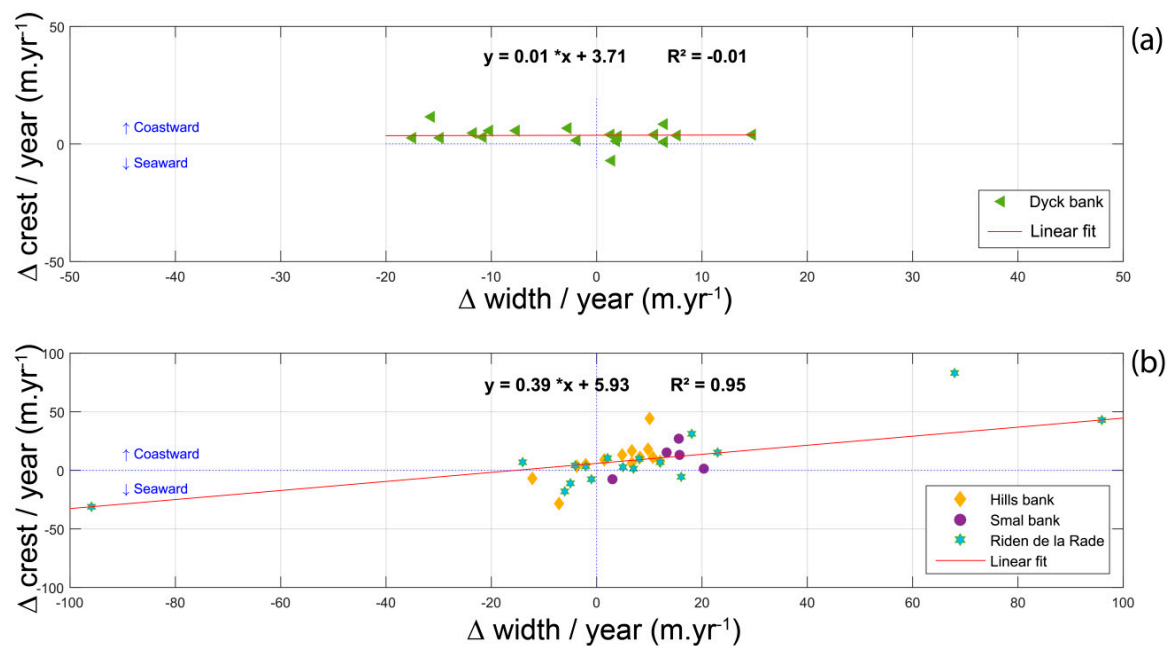 (a)
y = 0.01 *x + 3.71 R² = -0.01
Δ crest / year (m.yr⁻¹)
50
0
-50
↑ Coastward
↓ Seaward
Dyck bank
Linear fit
-50 -40 -30 -20 -10 0 10 20 30 40 50
Δ width / year (m.yr⁻¹)
(b)
y = 0.39 *x + 5.93 R² = 0.95
Δ crest / year (m.yr⁻¹)
100
50
0
-50
-100
↑ Coastward
↓ Seaward
Hills bank
Smal bank
Riden de la Rade
Linear fit
-100 -80 -60 -40 -20 0 20 40 60 80 100
Δ width / year (m.yr⁻¹)